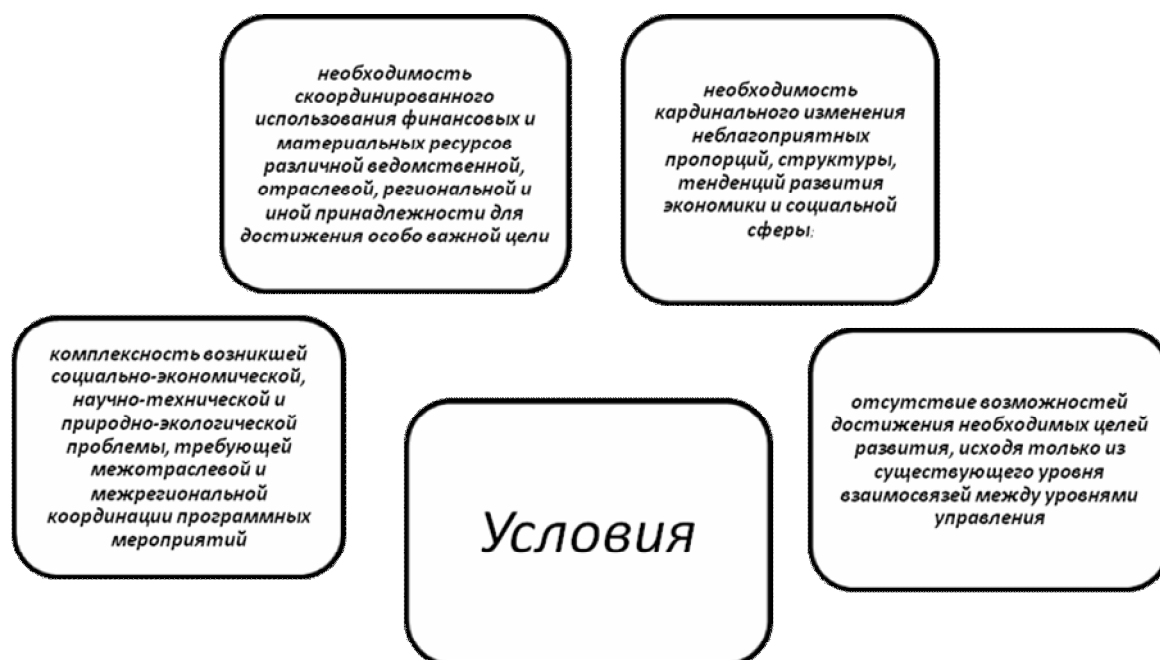 необходимость
скоординированного
использования финансовых и
материальных ресурсов
различной ведомственной,
отраслевой, региональной и
иной принадлежности для
достижения особо важной цели
необходимость
кардинального изменения
неблагоприятных
пропорций, структуры,
тенденций развития
экономики и социальной
сферы;
комплексность возникшей
социально-экономической,
научно-технической и
природно-экологической
проблемы, требующей
межотраслевой и
межрегиональной
координации программных
мероприятий
Условия
отсутствие возможностей
достижения необходимых целей
развития, исходя только из
существующего уровня
взаимосвязей между уровнями
управления